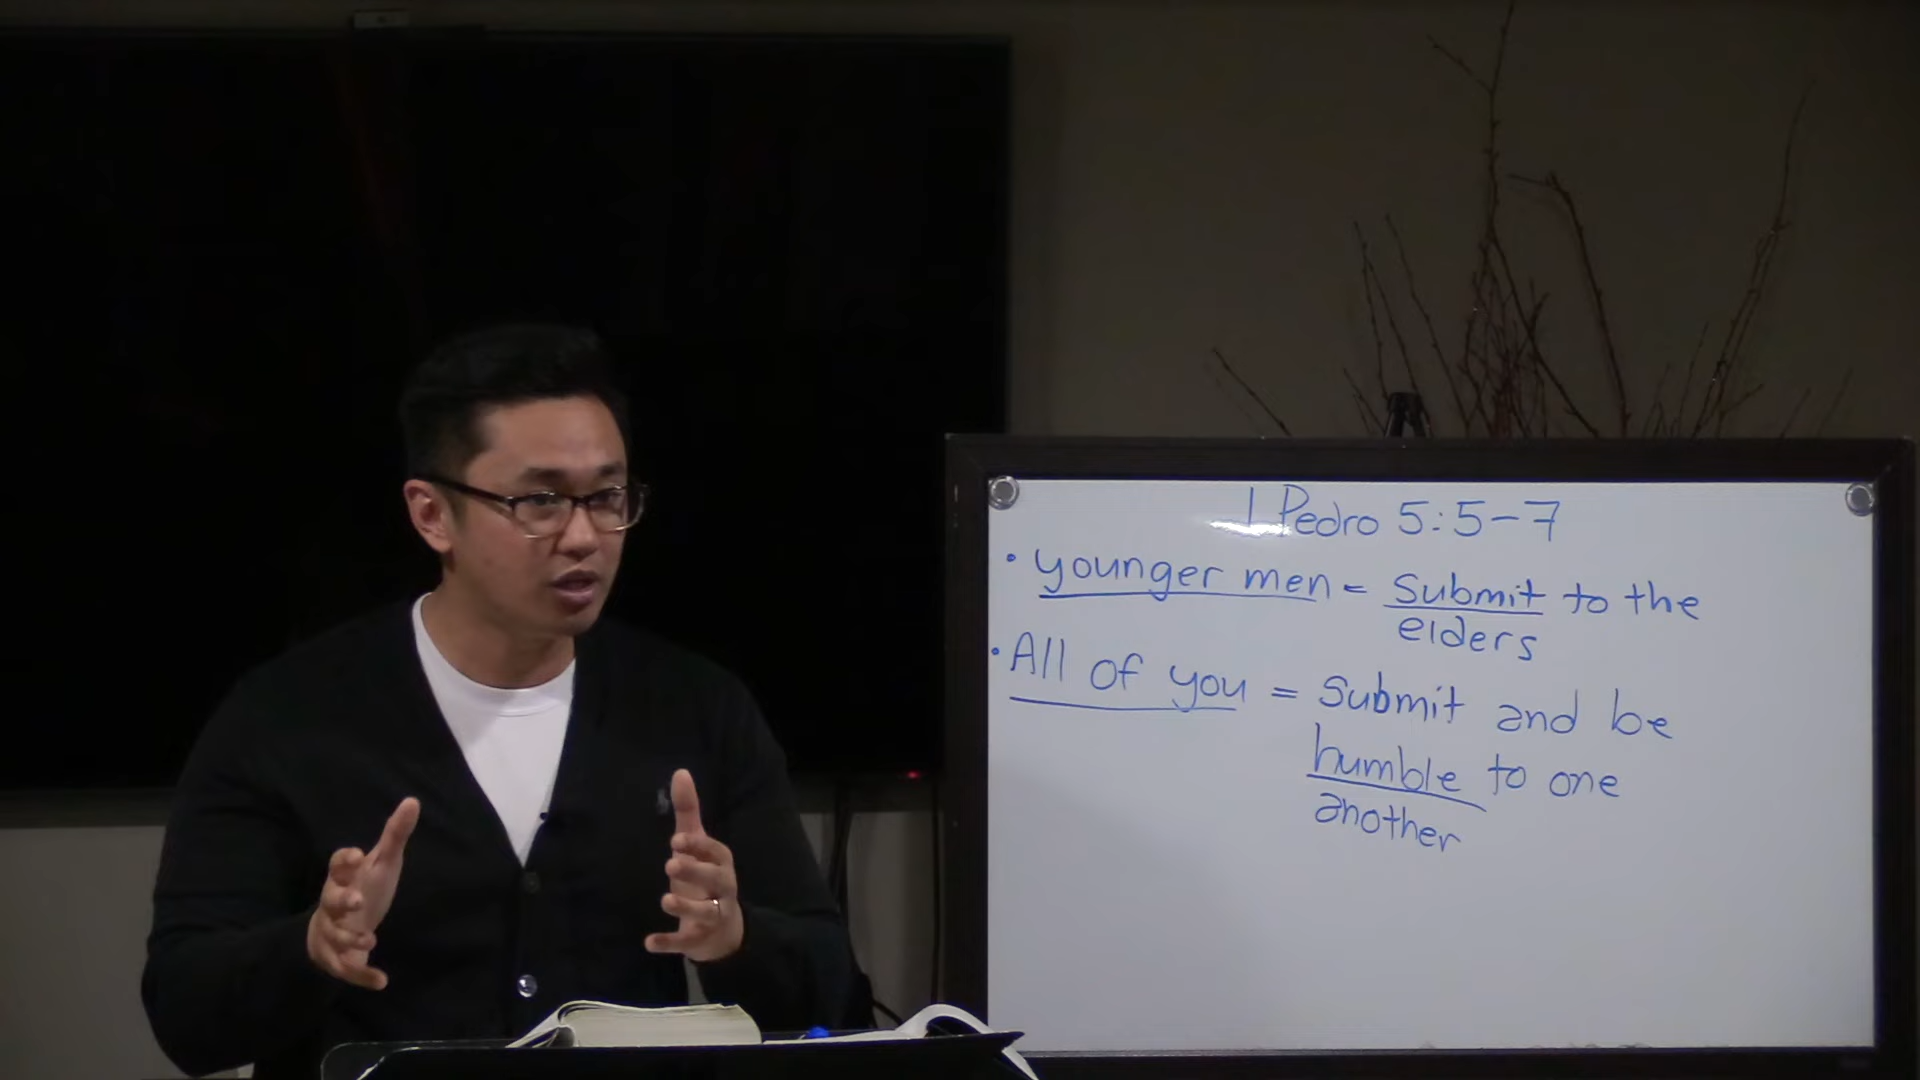 1 Pedro 5:5-7
• younger men = submit to the
elders
• All of you = submit and be
humble to one
another